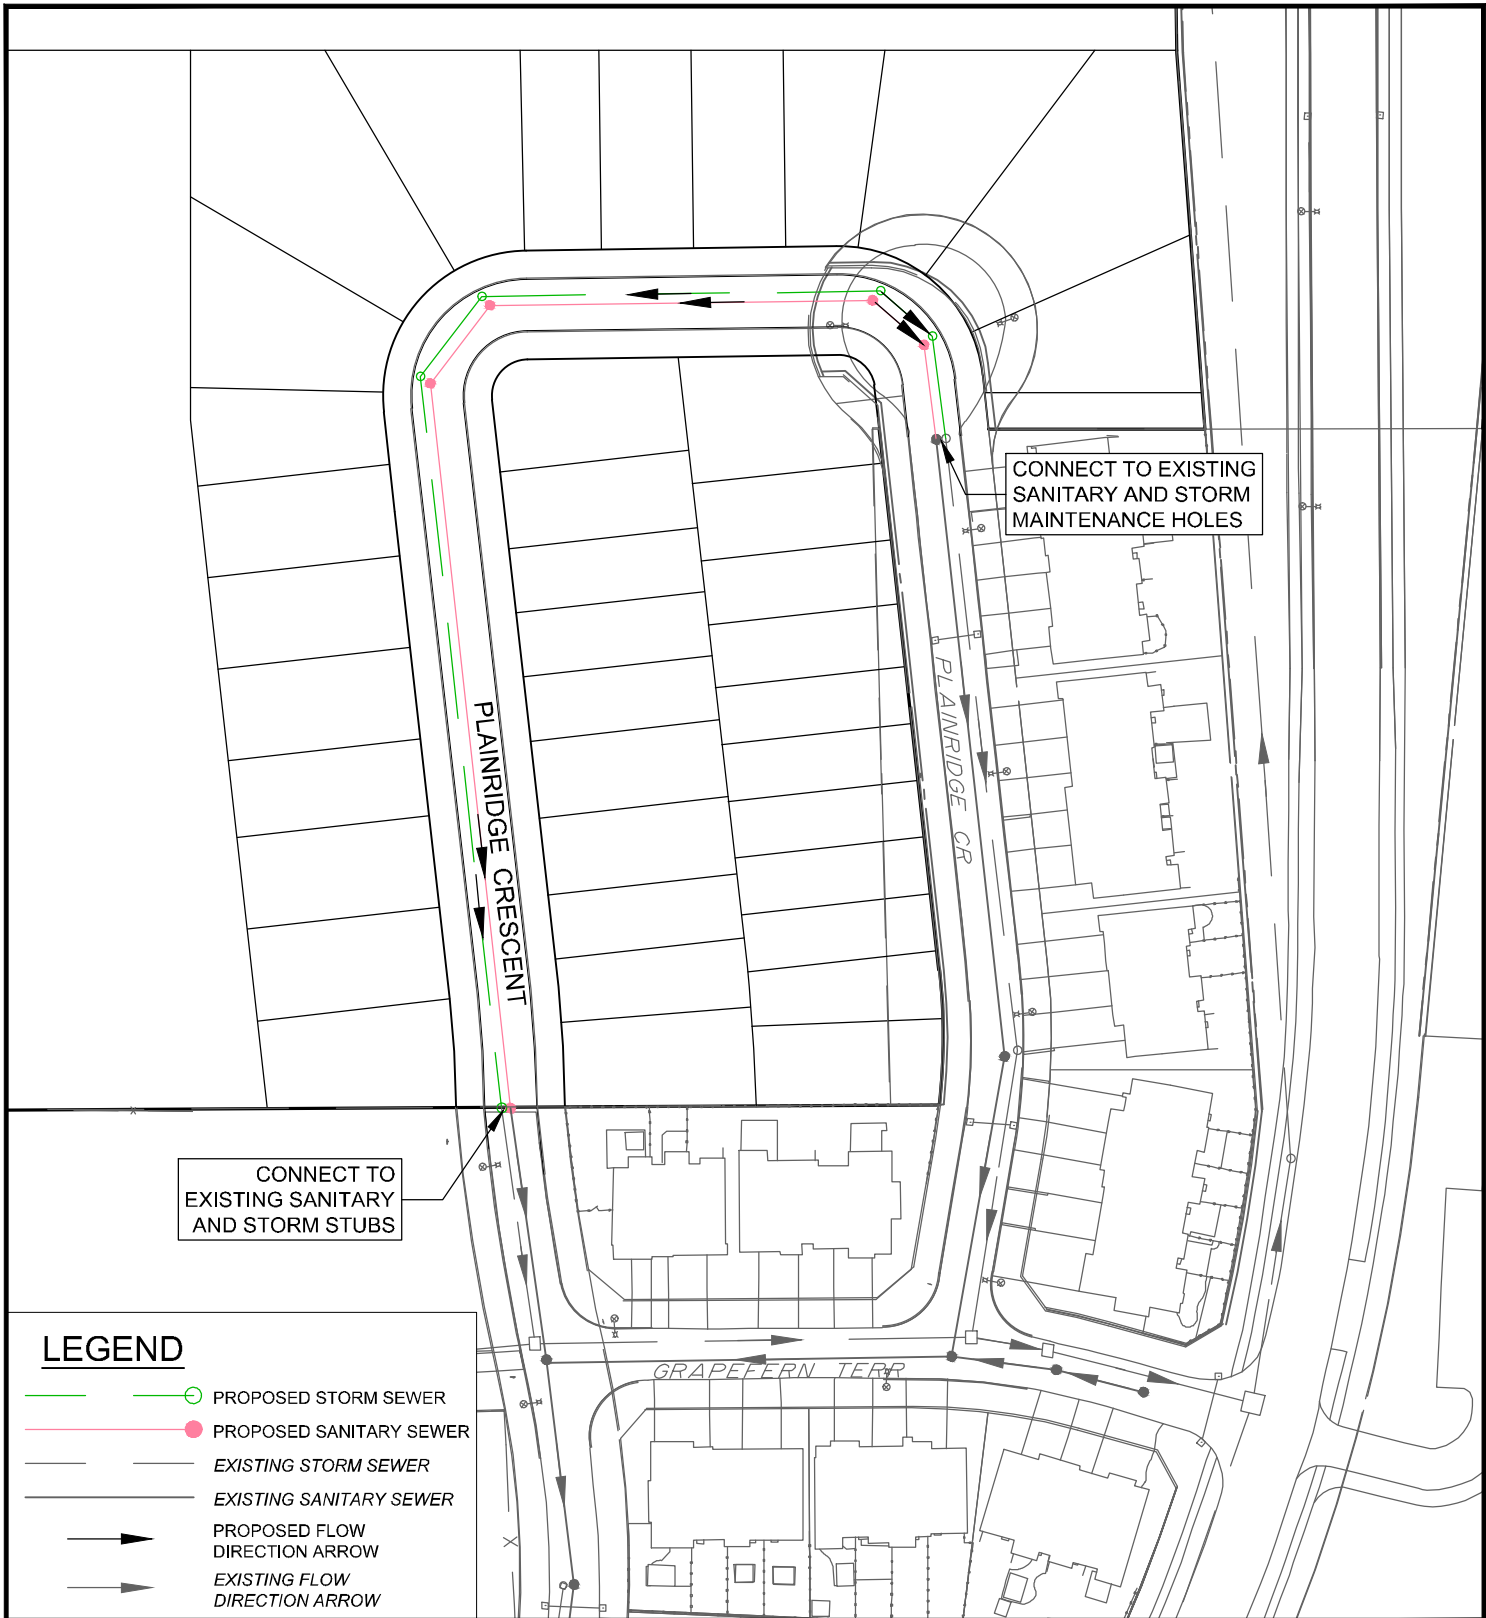 CONNECT TO EXISTING
SANITARY AND STORM
MAINTENANCE HOLES
PLAINRIDGE CR
PLAINRIDGE CRESCENT
CONNECT TO
EXISTING SANITARY
AND STORM STUBS
GRAPEFERN TERR
LEGEND
PROPOSED STORM SEWER
PROPOSED SANITARY SEWER
EXISTING STORM SEWER
EXISTING SANITARY SEWER
PROPOSED FLOW
DIRECTION ARROW
EXISTING FLOW
DIRECTION ARROW